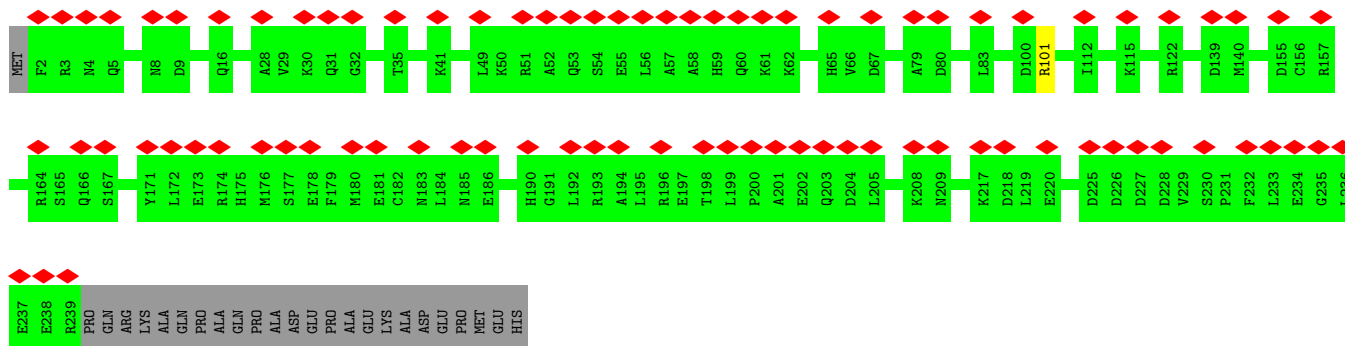 MET F2 R3 N4 Q5 N8 D9 Q16 A28 V29 K30 Q31 G32 T35 K41 L49 K50 R51 A52 Q53 S54 E55 L56 A57 A58 H59 Q60 K61 K62 H65 V66 D67 A79 D80 L83 D100 R101 I112 K115 R122 D139 M140 D155 C156 R157
R164 S165 Q166 S167 Y171 L172 E173 R174 H175 M176 S177 E178 F179 M180 E181 C182 N183 L184 N185 E186 H190 G191 L192 R193 A194 L195 R196 E197 T198 L199 P200 A201 E202 Q203 D204 L205 K208 N209 K217 D218 L219 E220 D225 D226 D227 D228 V229 S230 P231 F232 L233 E234 G235
E237 E238 R239 PRO GLN ARG LYS ALA GLN PRO ALA GLN PRO ALA ASP GLU PRO ALA GLU LYS ALA ASP GLU PRO MET GLU HIS